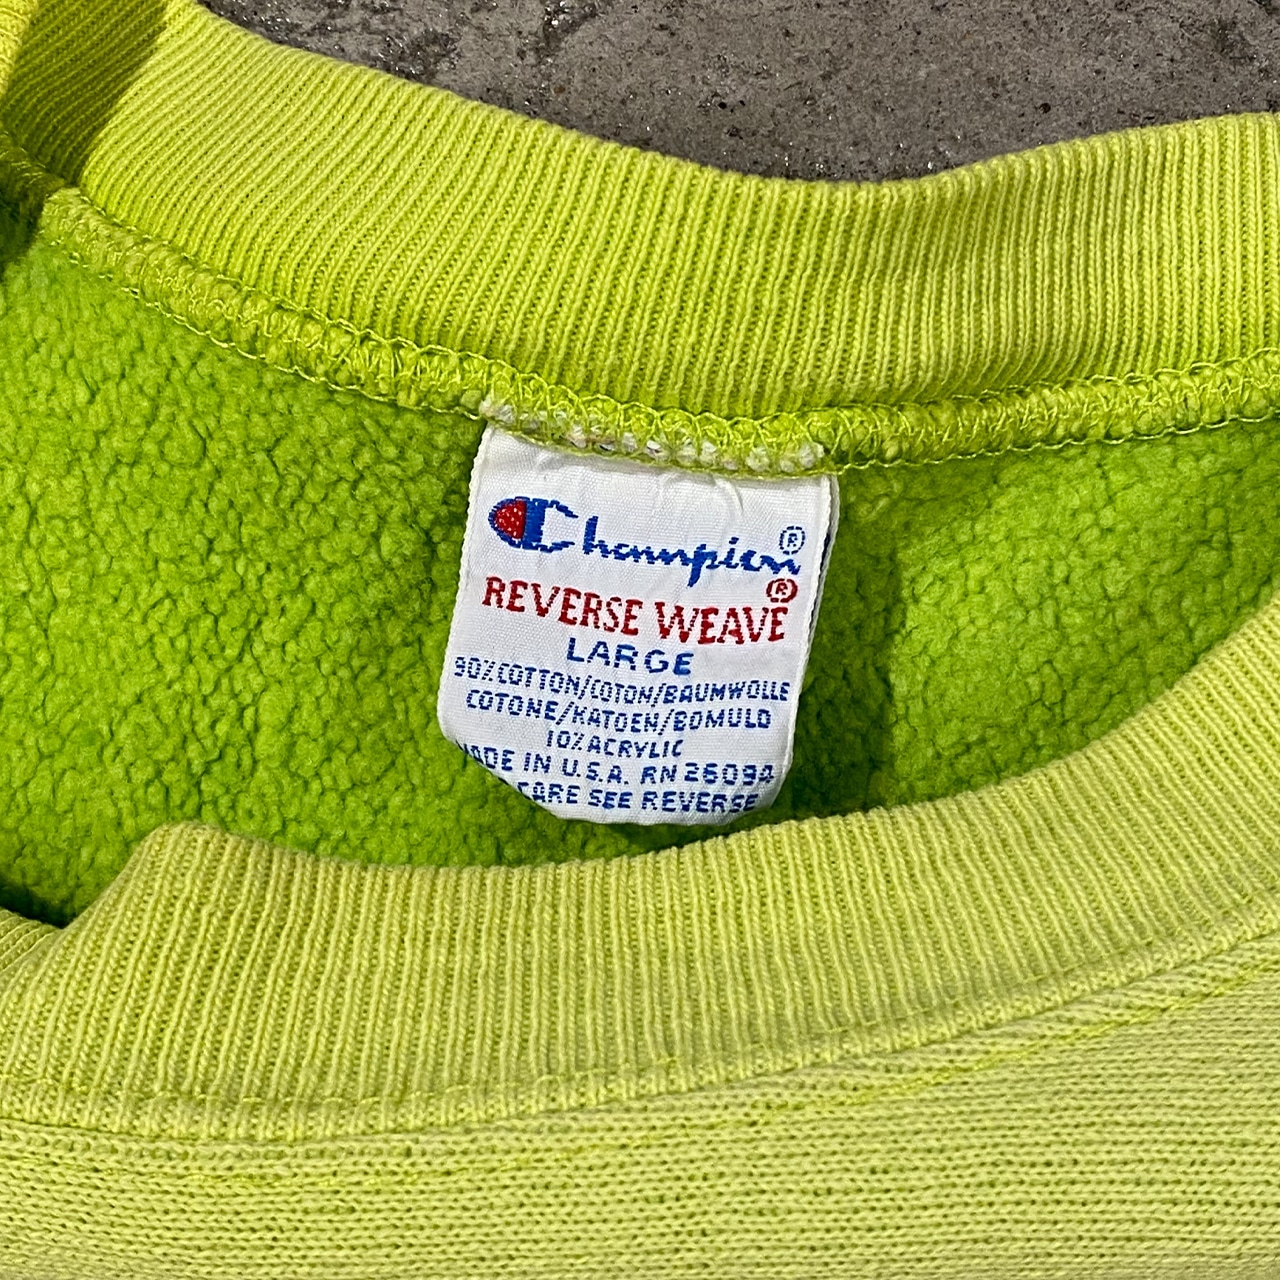 Champion®
REVERSE WEAVE®
LARGE
90% COTTON/COTON/BAUMWOLLE
COTONE/KATOEN/BOMULD
10% ACRYLIC
MADE IN U.S.A. RN 26094
CARE SEE REVERSE